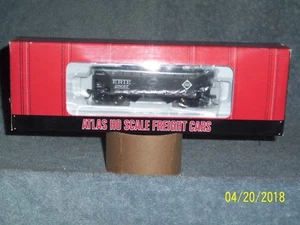 ERIE
ATLAS HO SCALE FREIGHT CARS
04/20/2018